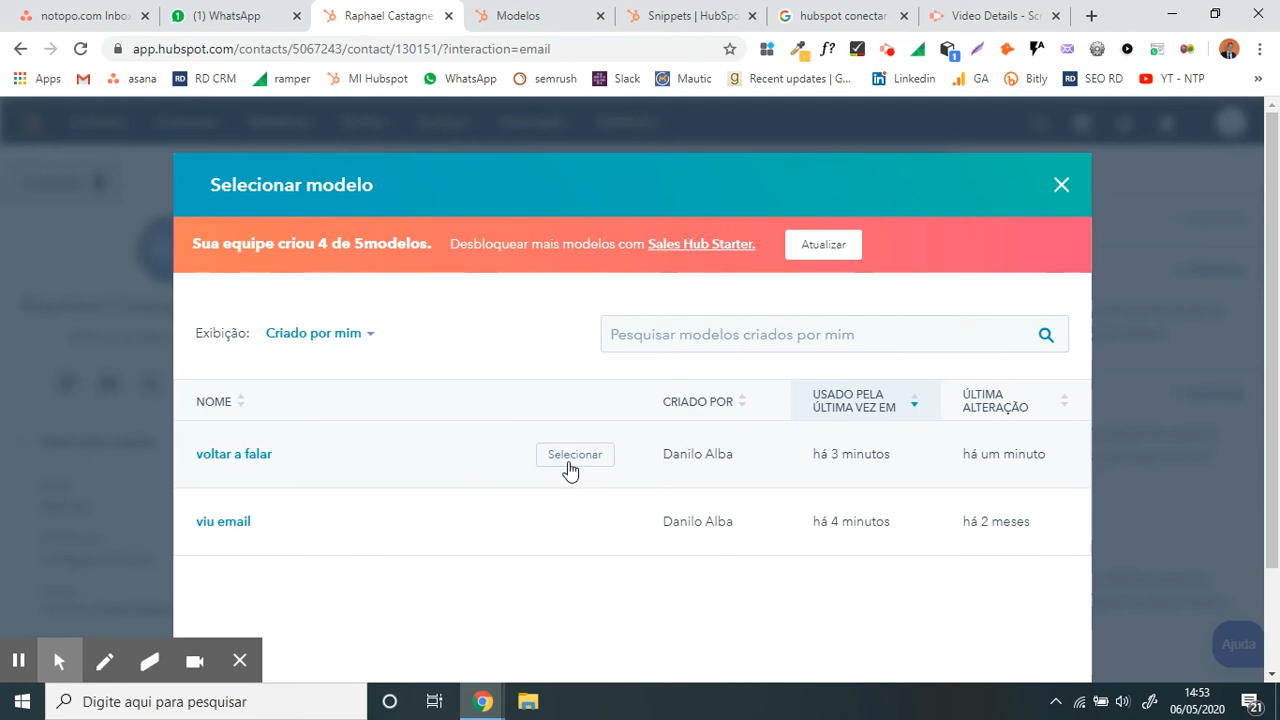 notopo.com Inbox
(1) WhatsApp
Raphael Castagne
Modelos
Snippets | HubSpo
hubspot conectar
Video Details - Scr
app.hubspot.com/contacts/5067243/contact/130151/?interaction=email
Apps
asana
RD CRM
ramper
MI Hubspot
WhatsApp
semrush
Slack
Mautic
Recent updates | G...
Linkedin
GA
Bitly
SEO RD
YT - NTP
Selecionar modelo
Sua equipe criou 4 de 5modelos. Desbloquear mais modelos com Sales Hub Starter. Atualizar
Exibição: Criado por mim
Pesquisar modelos criados por mim
NOME
CRIADO POR
USADO PELA ÚLTIMA VEZ EM
ÚLTIMA ALTERAÇÃO
voltar a falar Selecionar Danilo Alba há 3 minutos há um minuto
viu email Danilo Alba há 4 minutos há 2 meses
Ajuda
Digite aqui para pesquisar
14:53
06/05/2020
21